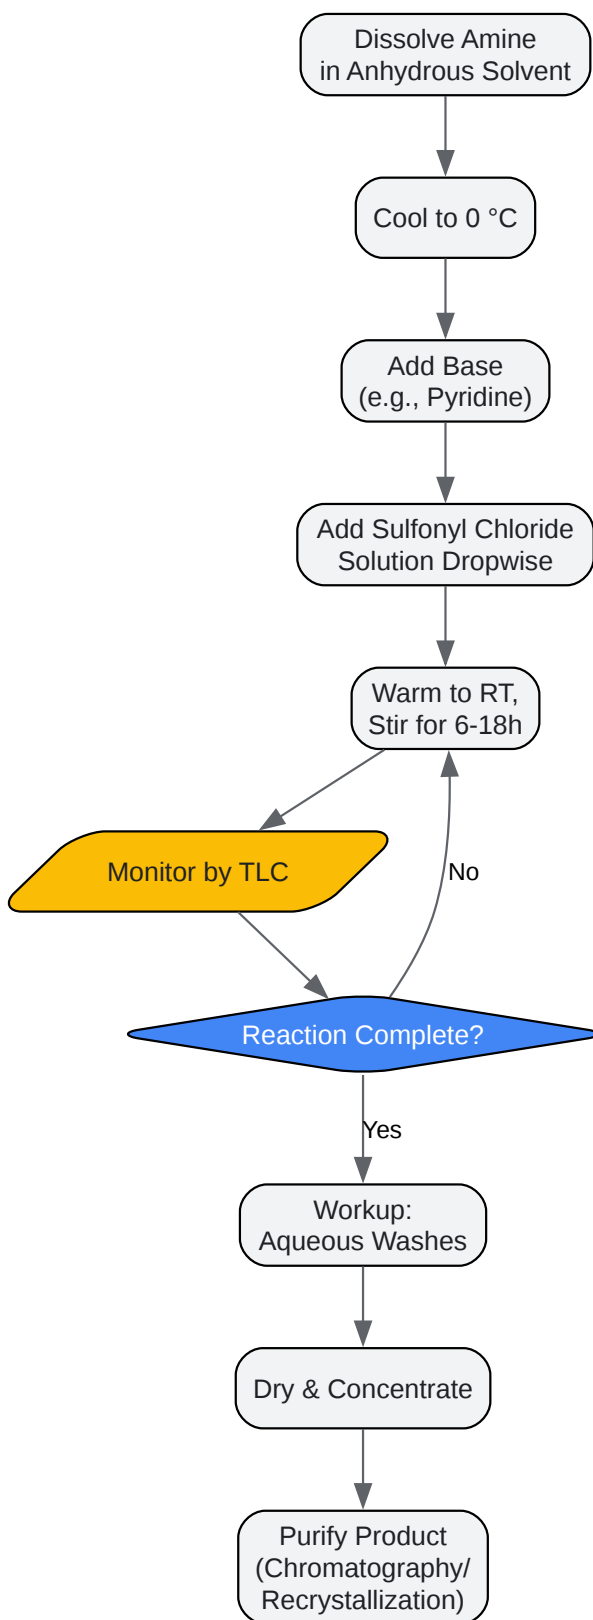 Dissolve Amine
in Anhydrous Solvent
Cool to 0 °C
Add Base
(e.g., Pyridine)
Add Sulfonyl Chloride
Solution Dropwise
Warm to RT,
Stir for 6-18h
Monitor by TLC
No
Reaction Complete?
Yes
Workup:
Aqueous Washes
Dry & Concentrate
Purify Product
(Chromatography/
Recrystallization)